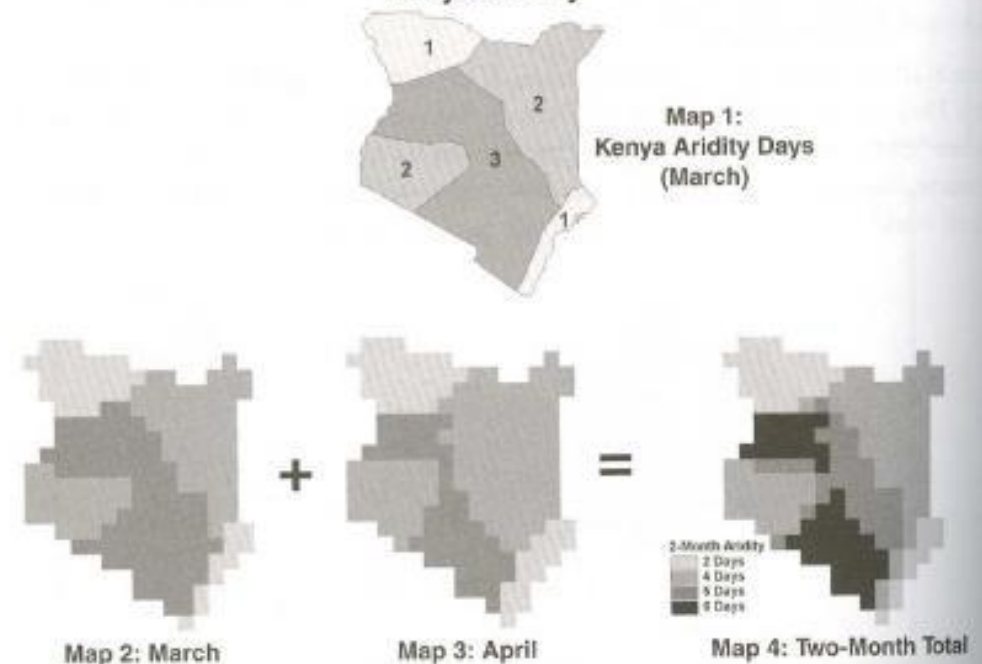 1
2
3
2
1
Map 1:
Kenya Aridity Days
(March)
+
=
2-Month Aridity
2 Days
4 Days
5 Days
6 Days
Map 2: March
Map 3: April
Map 4: Two-Month Total